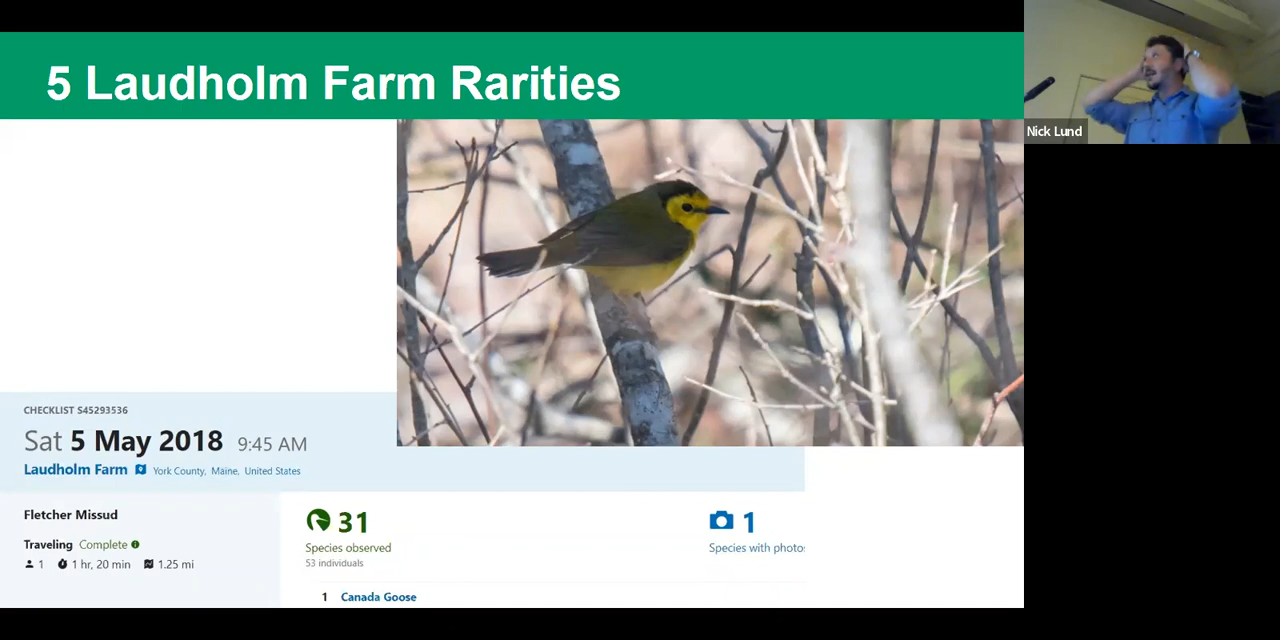 5 Laudholm Farm Rarities
Nick Lund
CHECKLIST S45293536
Sat 5 May 2018 9:45 AM
Laudholm Farm York County, Maine, United States
Fletcher Missud
Traveling Complete
1 1 hr, 20 min 1.25 mi
31
Species observed
53 individuals
1
Species with photo
1 Canada Goose